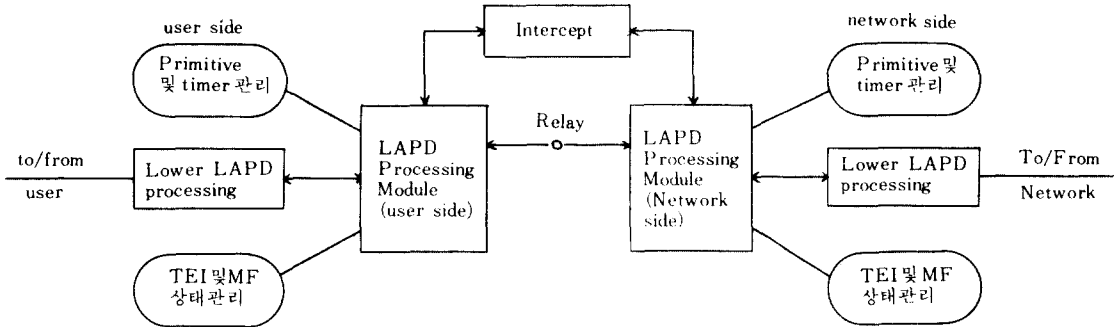 user side
Primitive
및 timer 관리
to/from
user
Lower LAPD
processing
TEI 및 MF
상태관리
LAPD
Processing
Module
(user side)
Intercept
Relay
LAPD
Processing
Module
(Network
side)
network side
Primitive 및
timer 관리
Lower LAPD
processing
To/From
Network
TEI 및 MF
상태관리